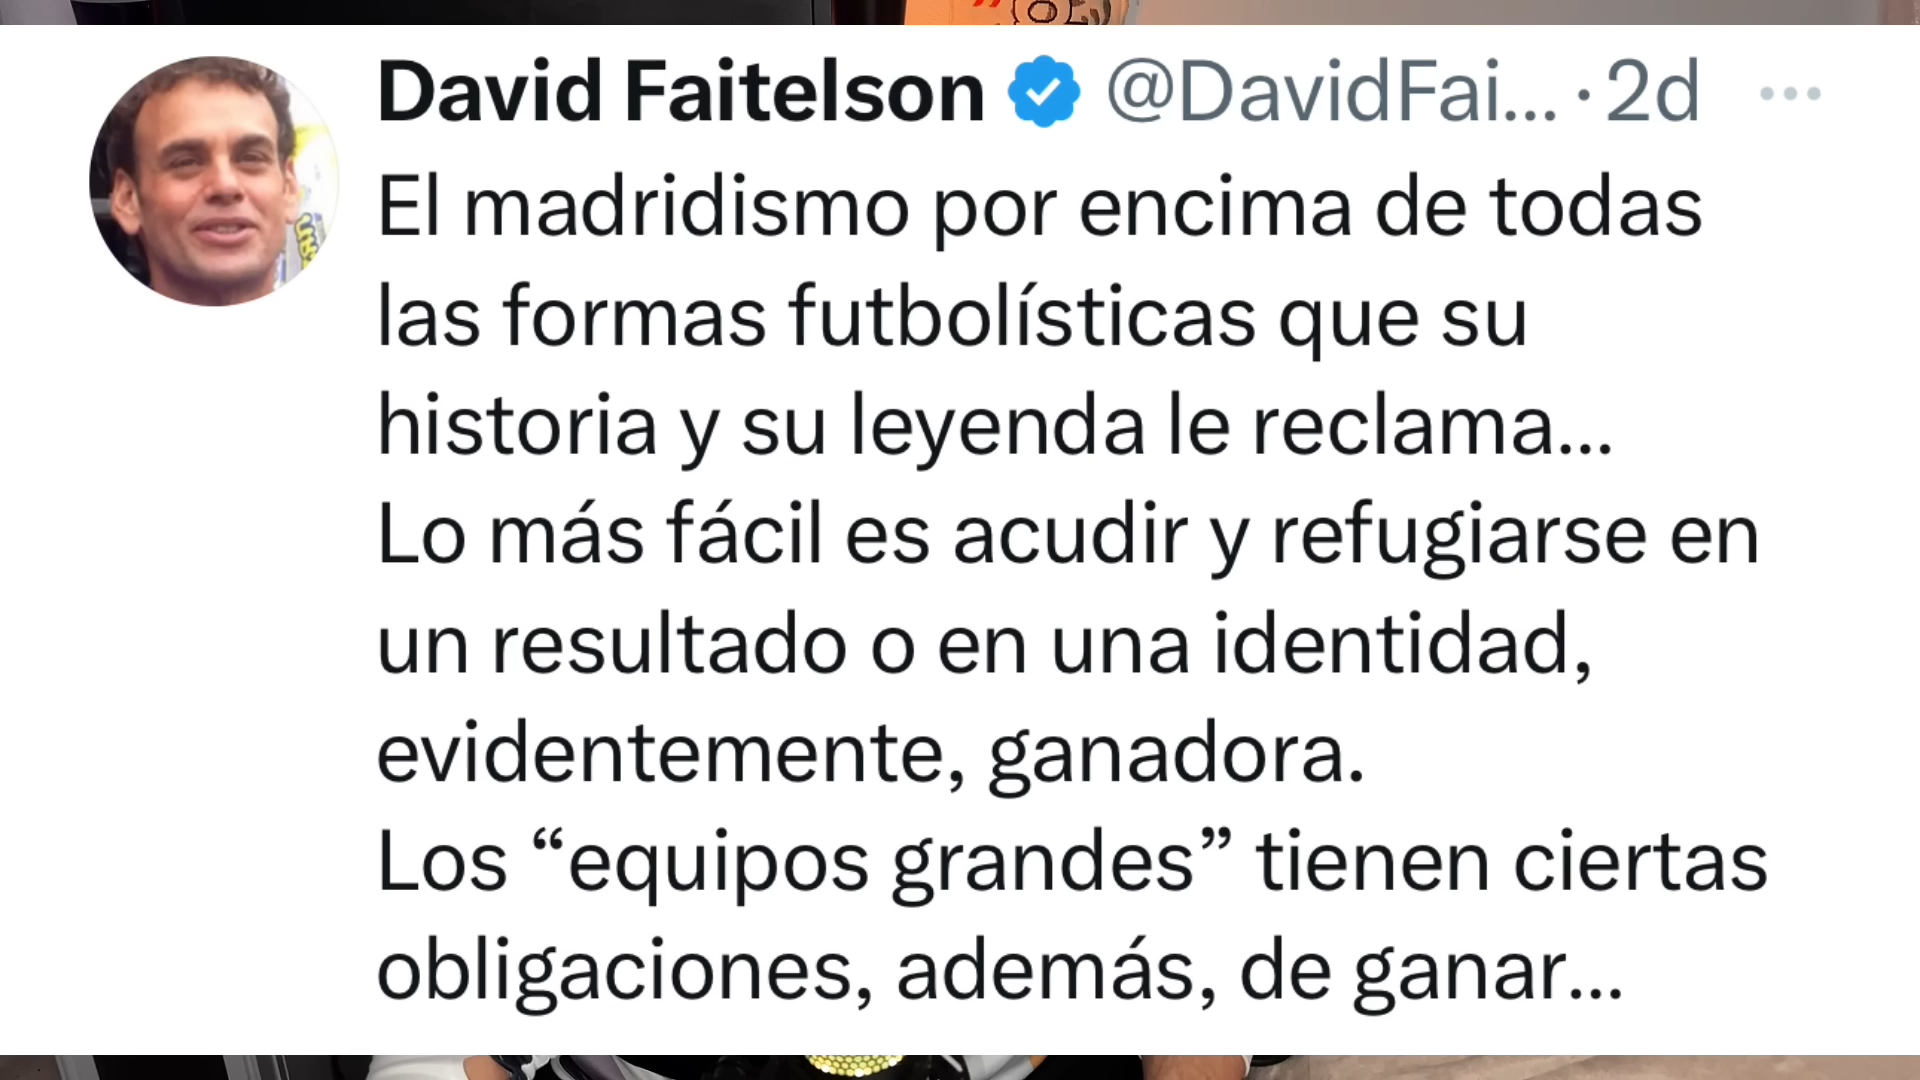 David Faitelson @DavidFai... · 2d ...
El madridismo por encima de todas
las formas futbolísticas que su
historia y su leyenda le reclama...
Lo más fácil es acudir y refugiarse en
un resultado o en una identidad,
evidentemente, ganadora.
Los “equipos grandes” tienen ciertas
obligaciones, además, de ganar...